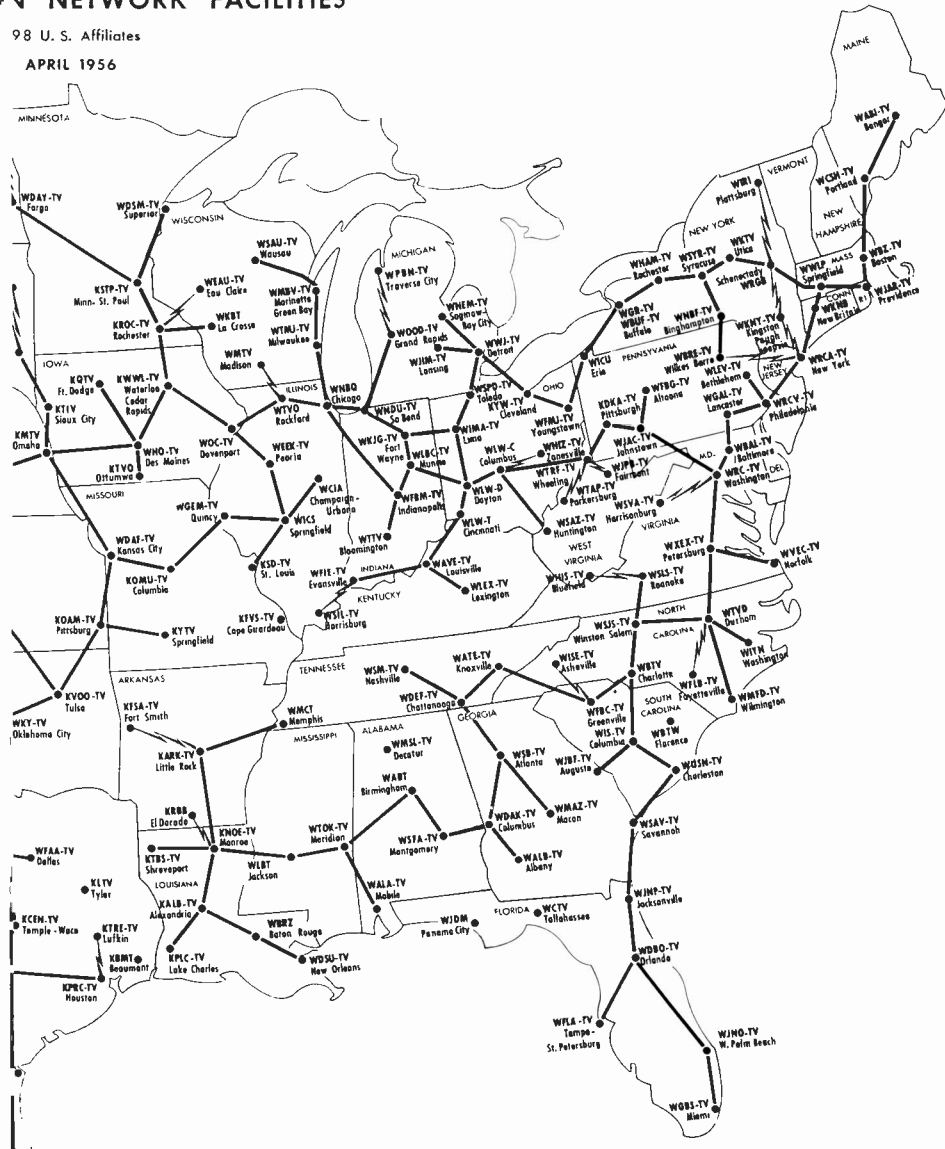 N NETWORK FACILITIES
98 U. S. Affiliates
APRIL 1956
MAINE
MINNESOTA
WABI-TV
Bangor
VERMONT
WIRI
Plattsburg
WCSH-TV
Portland
WDAY-TV
Fargo
WDSM-TV
Superior
WISCONSIN
NEW
HAMPSHIRE
NEW YORK
WSAU-TV
Wausau
MICHIGAN
WPBN-TV
Traverse City
WHAM-TV
Rochester
WSYR-TV
Syracuse
WKTV
Utica
Schenectady
WRGB
WWLP
Springfield
MASS
WBZ-TV
Boston
CONN
R I
WJAR-TV
Providence
WKNB
New Britain
KSTP-TV
Minn- St. Paul
WEAU-TV
Eau Claire
WMBV-TV
Marinette
Green Bay
WKBT
La Crosse
KROC-TV
Rochester
WTMJ-TV
Milwaukee
WNEM-TV
Saginaw-
Bay City
WOOD-TV
Grand Rapids
WJIM-TV
Lansing
WWJ-TV
Detroit
WGR-TV
WBUF-TV
Buffalo
WNBF-TV
Binghampton
WKNY-TV
Kingston
WICU
Erie
PENNSYLVANIA
WBRE-TV
Wilkes Barre
NEW
JERSEY
WRCA-TV
New York
IOWA
KQTV
Ft. Dodge
KWWL-TV
Waterloo
Cedar
Rapids
WMTV
Madison
ILLINOIS
WNBQ
Chicago
WTVO
Rockford
WNDU-TV
So Bend
WSPD-TV
Toledo
OHIO
KYW-TV
Cleveland
WFMJ-TV
Youngstown
KDKA-TV
Pittsburgh
WFBG-TV
Altoona
WLEV-TV
Bethlehem
WGAL-TV
Lancaster
WRCV-TV
Philadelphia
KTIV
Sioux City
KMTV
Omaha
WHO-TV
Des Moines
WOC-TV
Davenport
WEEK-TV
Peoria
KTVO
Ottumwa
WKJG-TV
Fort
Wayne
WIMA-TV
Lima
WLBC-TV
Munne
WLW-C
Columbus
WHIZ-TV
Zanesville
WTRF-TV
Wheeling
WJAC-TV
Johnstown
WJPB-TV
Fairmont
MD.
WBAL-TV
Baltimore
DEL
WRC-TV
Washington
MISSOURI
WGEM-TV
Quincy
WCIA
Champaign-
Urbana
WICS
Springfield
WFBM-TV
Indianapolis
WLW-D
Dayton
WTAP-TV
Parkersburg
WSVA-TV
Harrisonburg
VIRGINIA
WSAZ-TV
Huntington
WLW-T
Cincinnati
WTTV
Bloomington
WEST
VIRGINIA
WXEX-TV
Petersburg
WVEC-TV
Norfolk
WDAF-TV
Kansas City
KOMU-TV
Columbia
KSD-TV
St. Louis
WFIE-TV
Evansville
INDIANA
WAVE-TV
Louisville
WLEX-TV
Lexington
KENTUCKY
WHIS-TV
Bluefield
WSLS-TV
Roanoke
KOAM-TV
Pittsburg
KYTV
Springfield
KFVS-TV
Cape Girardeau
WSIL-TV
Harrisburg
NORTH
CAROLINA
WSJS-TV
Winston Salem
WTVD
Durham
WITN
Washington
TENNESSEE
WSM-TV
Nashville
WATE-TV
Knoxville
WISE-TV
Asheville
WBTV
Charlotte
WFLB-TV
Fayetteville
WMFD-TV
Wilmington
ARKANSAS
KVOO-TV
Tulsa
WKY-TV
Oklahoma City
KFSA-TV
Fort Smith
WMCT
Memphis
MISSISSIPPI
ALABAMA
WDEF-TV
Chattanooga
GEORGIA
WFBC-TV
Greenville
SOUTH
CAROLINA
WIS-TV
Columbia
WBTW
Florence
KARK-TV
Little Rock
WMSL-TV
Decatur
WSB-TV
Atlanta
WJBF-TV
Augusta
WUSN-TV
Charleston
WABT
Birmingham
KRBB
El Dorado
KNOE-TV
Monroe
WTOK-TV
Meridian
WSFA-TV
Montgomery
WDAK-TV
Columbus
WMAZ-TV
Macon
WSAV-TV
Savannah
WFAA-TV
Dallas
KTBS-TV
Shreveport
WLBT
Jackson
WALB-TV
Albany
KLTV
Tyler
LOUISIANA
KALB-TV
Alexandria
WALA-TV
Mobile
WJNP-TV
Jacksonville
FLORIDA
WCTV
Tallahassee
WJDM
Panama City
KCEN-TV
Temple-Waco
KTRE-TV
Lufkin
WBRZ
Baton Rouge
KBMT
Beaumont
KPLC-TV
Lake Charles
WDSU-TV
New Orleans
WDBO-TV
Orlando
KPRC-TV
Houston
WFLA-TV
Tampa-
St. Petersburg
WJNO-TV
W. Palm Beach
WGBS-TV
Miami